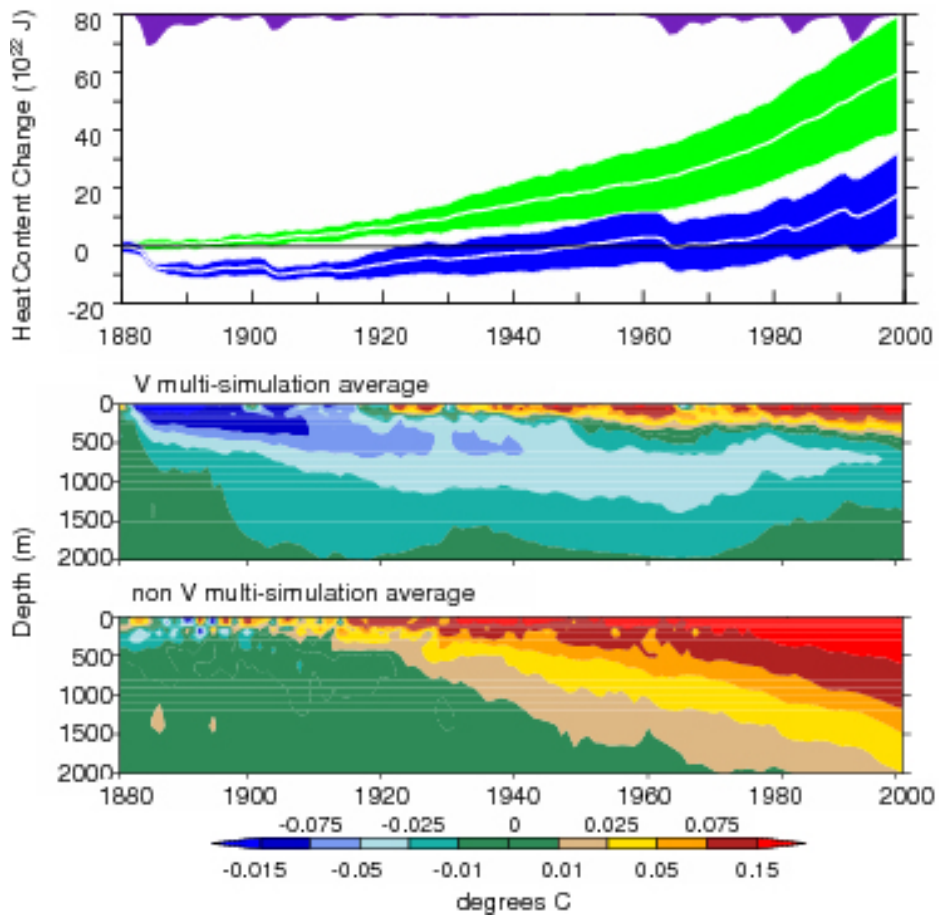 Heat Content Change (10²² J)
80
60
40
20
0
-20
1880 1900 1920 1940 1960 1980 2000
V multi-simulation average
0
500
1000
1500
2000
Depth (m)
non V multi-simulation average
0
500
1000
1500
2000
1880 1900 1920 1940 1960 1980 2000
-0.075 -0.025 0 0.025 0.075
-0.015 -0.05 -0.01 0.01 0.05 0.15
degrees C